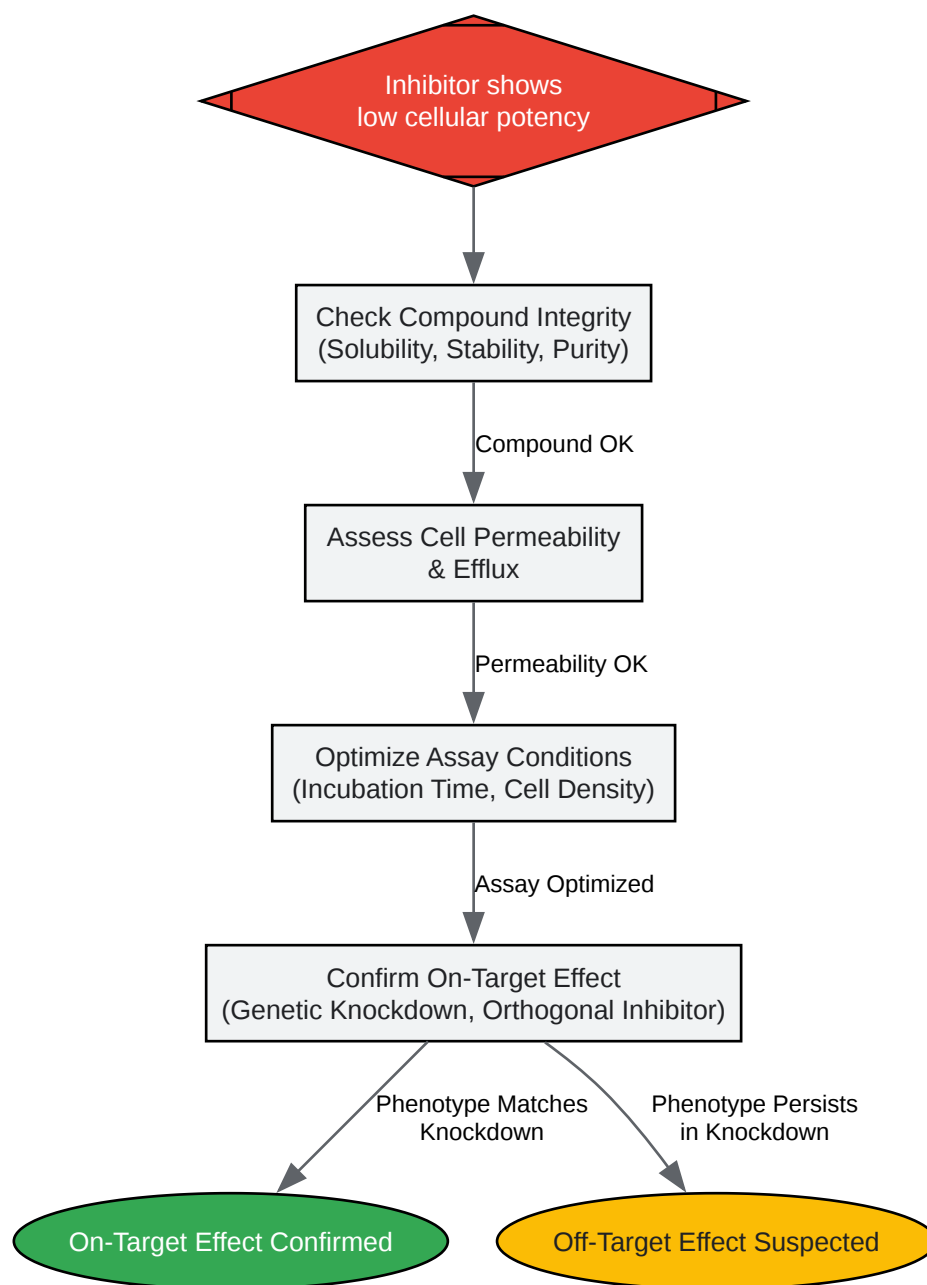 Inhibitor shows
low cellular potency
Check Compound Integrity
(Solubility, Stability, Purity)
Compound OK
Assess Cell Permeability
& Efflux
Permeability OK
Optimize Assay Conditions
(Incubation Time, Cell Density)
Assay Optimized
Confirm On-Target Effect
(Genetic Knockdown, Orthogonal Inhibitor)
Phenotype Matches
Knockdown
Phenotype Persists
in Knockdown
On-Target Effect Confirmed
Off-Target Effect Suspected